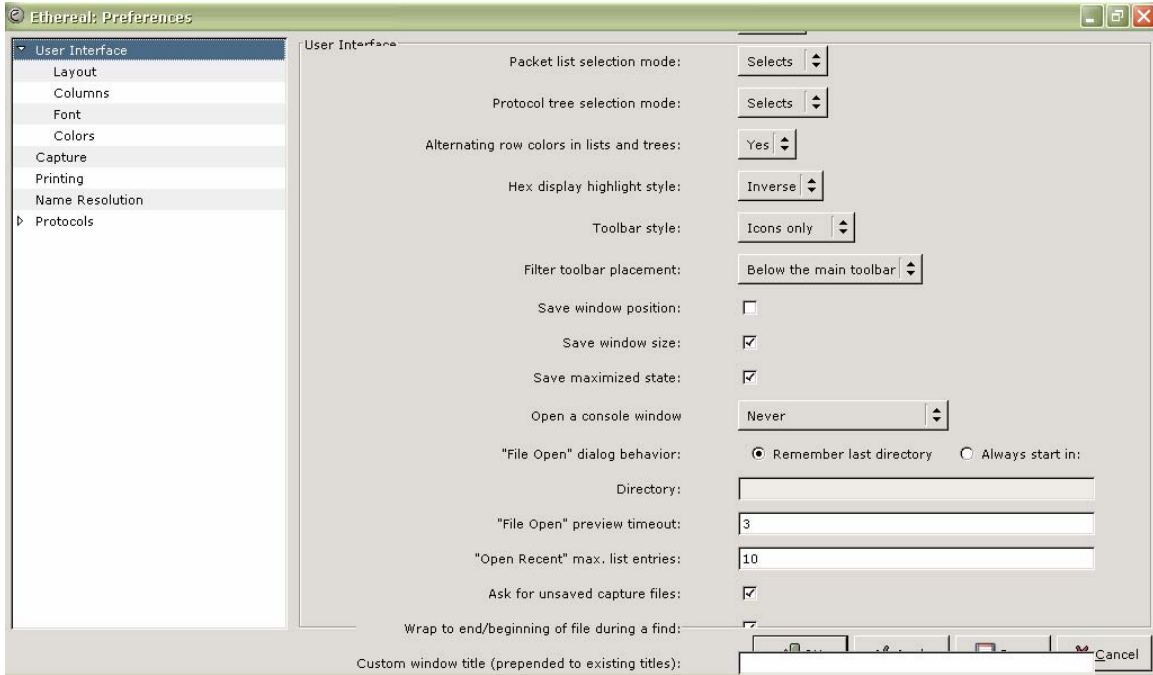 Ethereal: Preferences
User Interface
Layout
Columns
Font
Colors
Capture
Printing
Name Resolution
Protocols
User Interface
Packet list selection mode: Selects
Protocol tree selection mode: Selects
Alternating row colors in lists and trees: Yes
Hex display highlight style: Inverse
Toolbar style: Icons only
Filter toolbar placement: Below the main toolbar
Save window position:
Save window size:
Save maximized state:
Open a console window Never
"File Open" dialog behavior: Remember last directory Always start in:
Directory:
"File Open" preview timeout: 3
"Open Recent" max. list entries: 10
Ask for unsaved capture files:
Wrap to end/beginning of file during a find:
Custom window title (prepended to existing titles):
Cancel